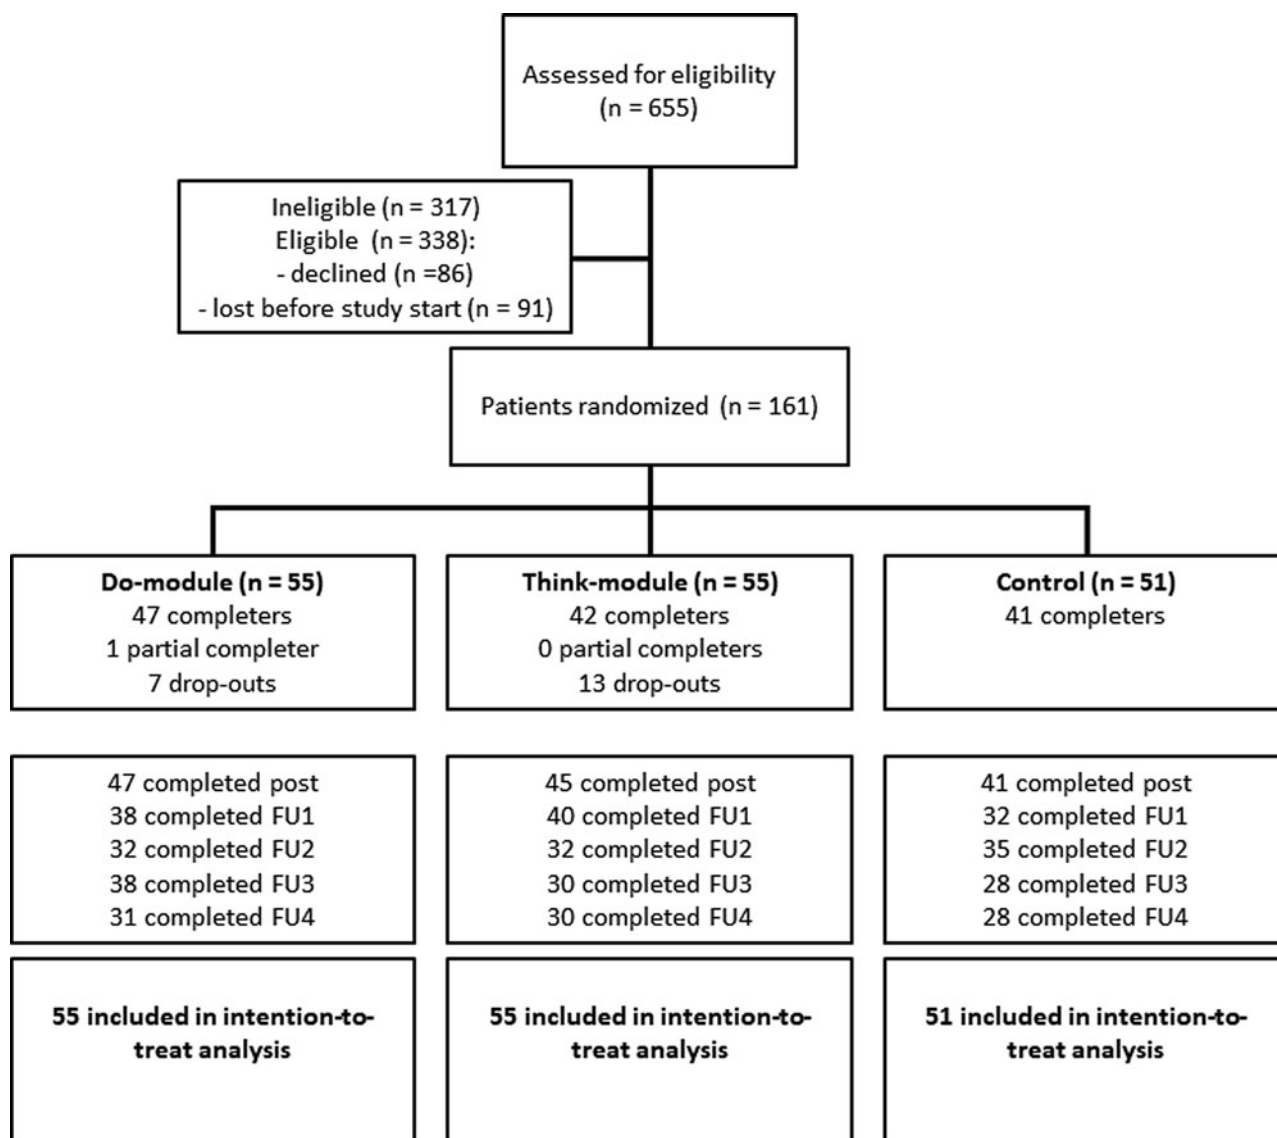 Assessed for eligibility
(n = 655)
Ineligible (n = 317)
Eligible  (n = 338):
- declined (n =86)
- lost before study start (n = 91)
Patients randomized  (n = 161)
Do-module (n = 55)
47 completers
1 partial completer
7 drop-outs
Think-module (n = 55)
42 completers
0 partial completers
13 drop-outs
Control (n = 51)
41 completers
47 completed post
38 completed FU1
32 completed FU2
38 completed FU3
31 completed FU4
45 completed post
40 completed FU1
32 completed FU2
30 completed FU3
30 completed FU4
41 completed post
32 completed FU1
35 completed FU2
28 completed FU3
28 completed FU4
55 included in intention-to-
treat analysis
55 included in intention-to-
treat analysis
51 included in intention-to-
treat analysis